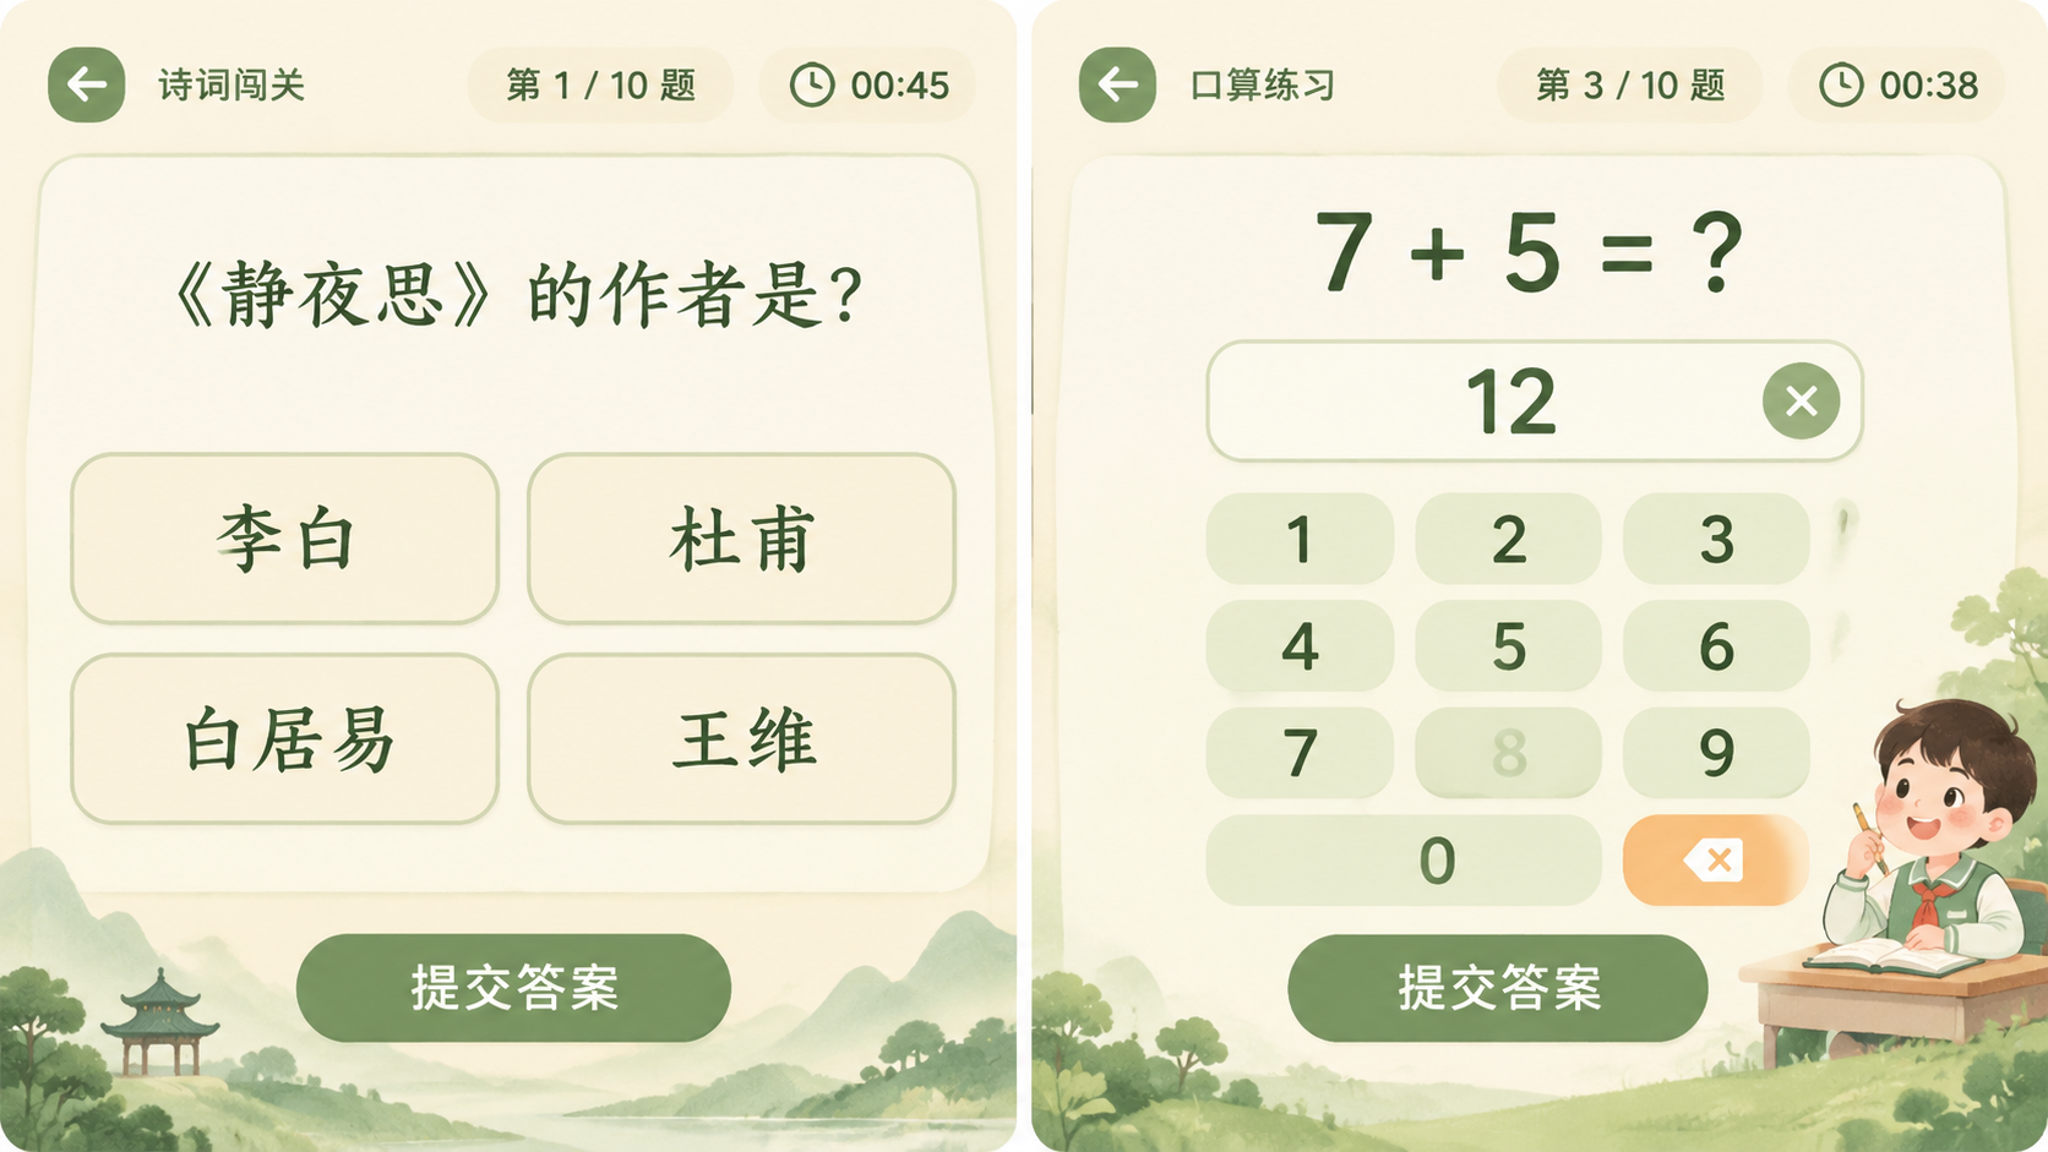 诗词闯关
第 1 / 10 题
00:45
《静夜思》的作者是？
李白
杜甫
白居易
王维
提交答案
口算练习
第 3 / 10 题
00:38
7 + 5 = ?
12
1 2 3
4 5 6
7 8 9
0
提交答案